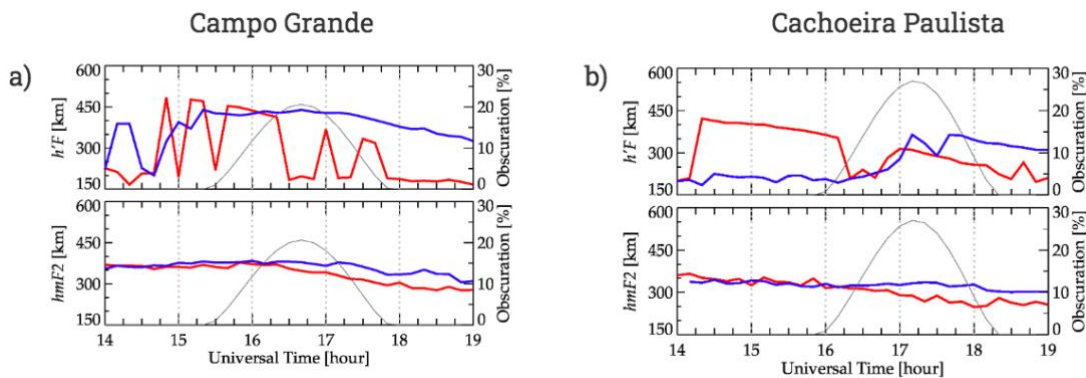 Campo Grande
Cachoeira Paulista
a)
600
450
300
150
h'F [km]
30
20
10
0
Obscuration [%]
600
450
300
150
hmF2 [km]
30
20
10
0
Obscuration [%]
14 15 16 17 18 19
Universal Time [hour]
b)
600
450
300
150
h'F [km]
30
20
10
0
Obscuration [%]
600
450
300
150
hmF2 [km]
30
20
10
0
Obscuration [%]
14 15 16 17 18 19
Universal Time [hour]